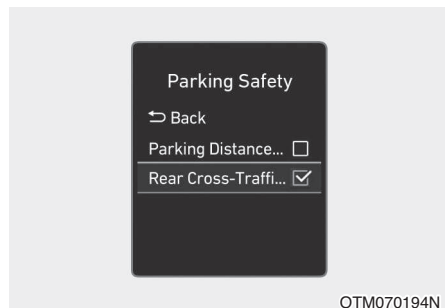 Parking Safety
Back
Parking Distance...
Rear Cross-Traffi...
OTM070194N